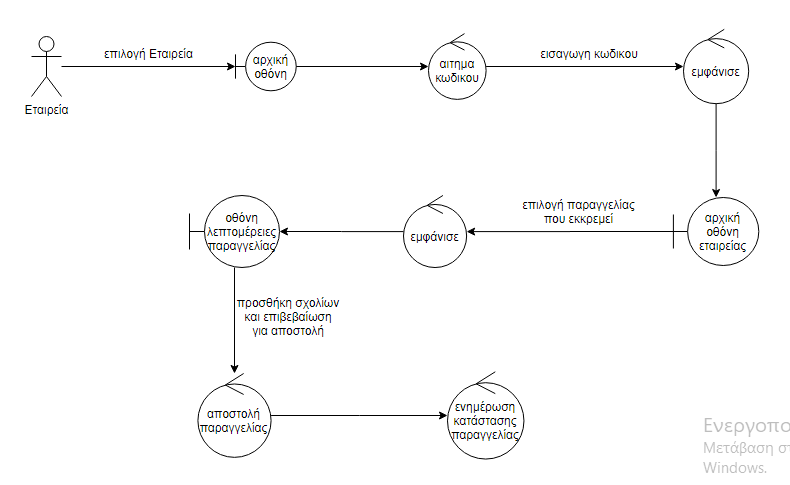 επιλογή Εταιρεία
Εταιρεία
αρχική
οθόνη
αιτημα
κωδικου
εισαγωγη κωδικου
εμφάνισε
οθόνη
λεπτομέρειες
παραγγελίας
εμφάνισε
επιλογή παραγγελίας
που εκκρεμεί
αρχική
οθόνη
εταιρείας
προσθήκη σχολίων
και επιβεβαίωση
για αποστολή
αποστολή
παραγγελίας
ενημέρωση
κατάστασης
παραγγελίας
Μετάβαση
Windows.